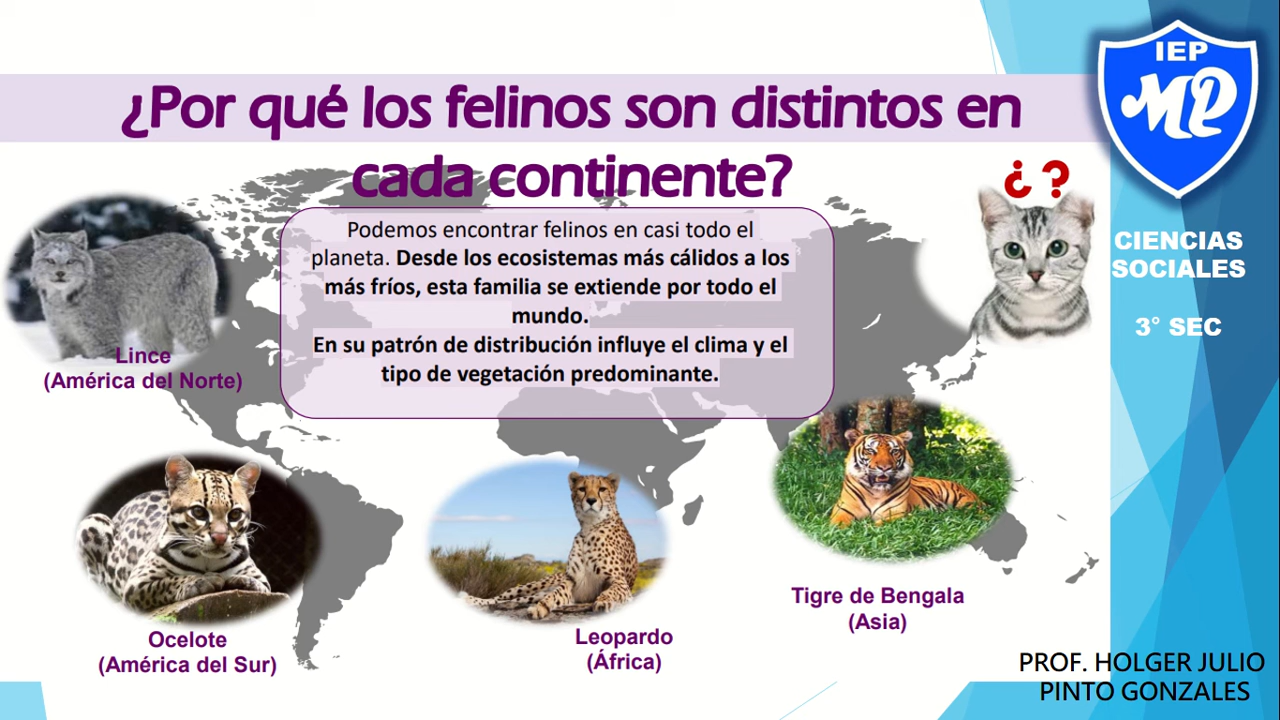 ¿Por qué los felinos son distintos en
cada continente?
IEP
MP
¿?
CIENCIAS
SOCIALES
3° SEC
Podemos encontrar felinos en casi todo el
planeta. Desde los ecosistemas más cálidos a los
más fríos, esta familia se extiende por todo el
mundo.
En su patrón de distribución influye el clima y el
tipo de vegetación predominante.
Lince
(América del Norte)
Ocelote
(América del Sur)
Leopardo
(África)
Tigre de Bengala
(Asia)
PROF. HOLGER JULIO
PINTO GONZALES